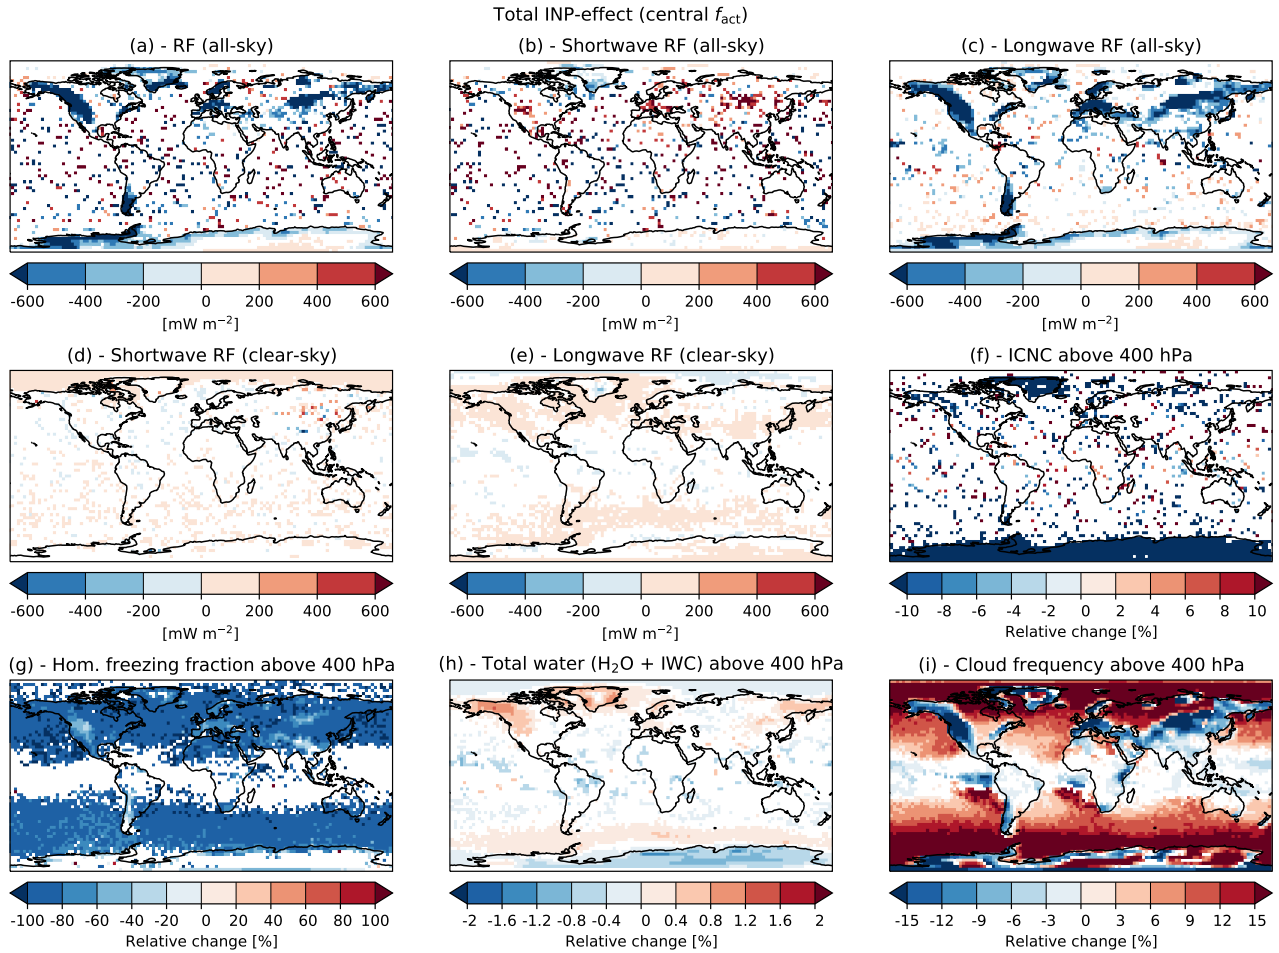 Total INP-effect (central f_act)
(a) - RF (all-sky)
(b) - Shortwave RF (all-sky)
(c) - Longwave RF (all-sky)
-600 -400 -200 0 200 400 600
-600 -400 -200 0 200 400 600
-600 -400 -200 0 200 400 600
[mW m⁻²]
[mW m⁻²]
[mW m⁻²]
(d) - Shortwave RF (clear-sky)
(e) - Longwave RF (clear-sky)
(f) - ICNC above 400 hPa
-600 -400 -200 0 200 400 600
-600 -400 -200 0 200 400 600
-10 -8 -6 -4 -2 0 2 4 6 8 10
[mW m⁻²]
[mW m⁻²]
Relative change [%]
(g) - Hom. freezing fraction above 400 hPa
(h) - Total water (H₂O + IWC) above 400 hPa
(i) - Cloud frequency above 400 hPa
-100 -80 -60 -40 -20 0 20 40 60 80 100
-2 -1.6 -1.2 -0.8 -0.4 0 0.4 0.8 1.2 1.6 2
-15 -12 -9 -6 -3 0 3 6 9 12 15
Relative change [%]
Relative change [%]
Relative change [%]